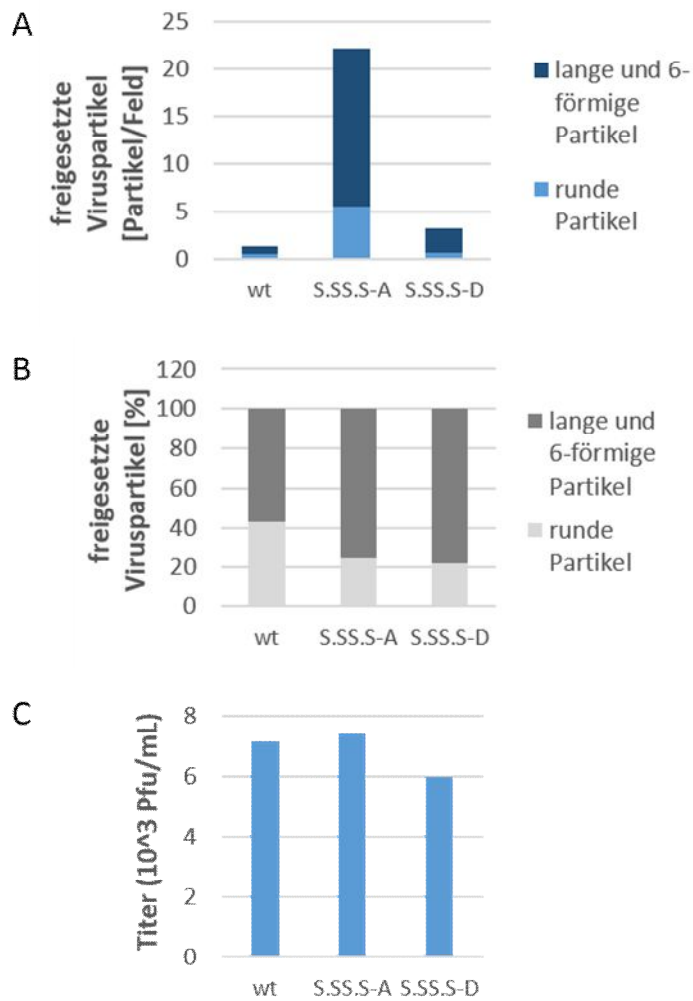 A
freigesetzte
Viruspartikel
[Partikel/Feld]
25
20
15
10
5
0
wt
S.SS.S-A
S.SS.S-D
lange und 6-
förmige
Partikel
runde
Partikel
B
freigesetzte
Viruspartikel [%]
120
100
80
60
40
20
0
wt
S.SS.S-A
S.SS.S-D
lange und
6-förmige
Partikel
runde
Partikel
C
Titer (10^3 Pfu/mL)
8
6
4
2
0
wt
S.SS.S-A
S.SS.S-D